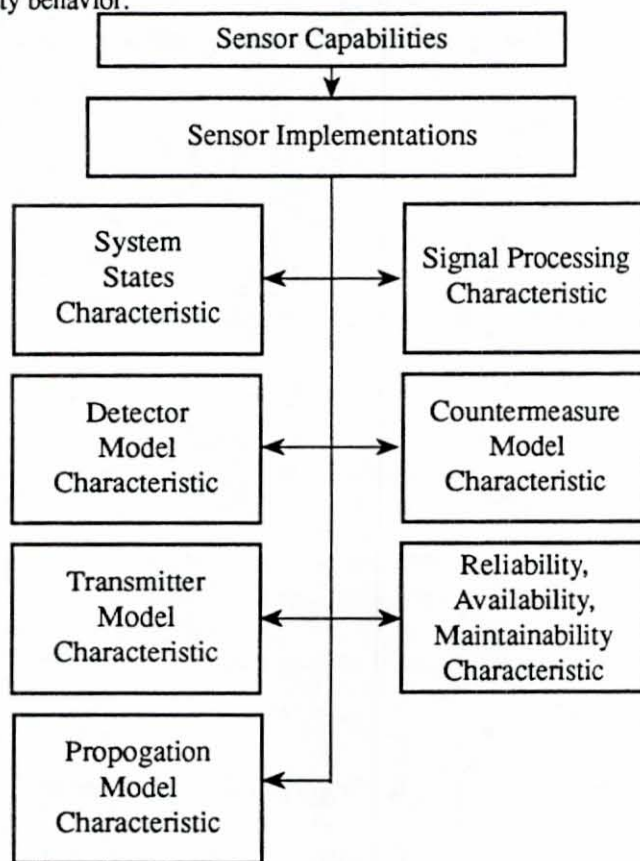 ty behavior.
Sensor Capabilities
Sensor Implementations
System
States
Characteristic
Signal Processing
Characteristic
Detector
Model
Characteristic
Countermeasure
Model
Characteristic
Transmitter
Model
Characteristic
Reliability,
Availability,
Maintainability
Characteristic
Propogation
Model
Characteristic